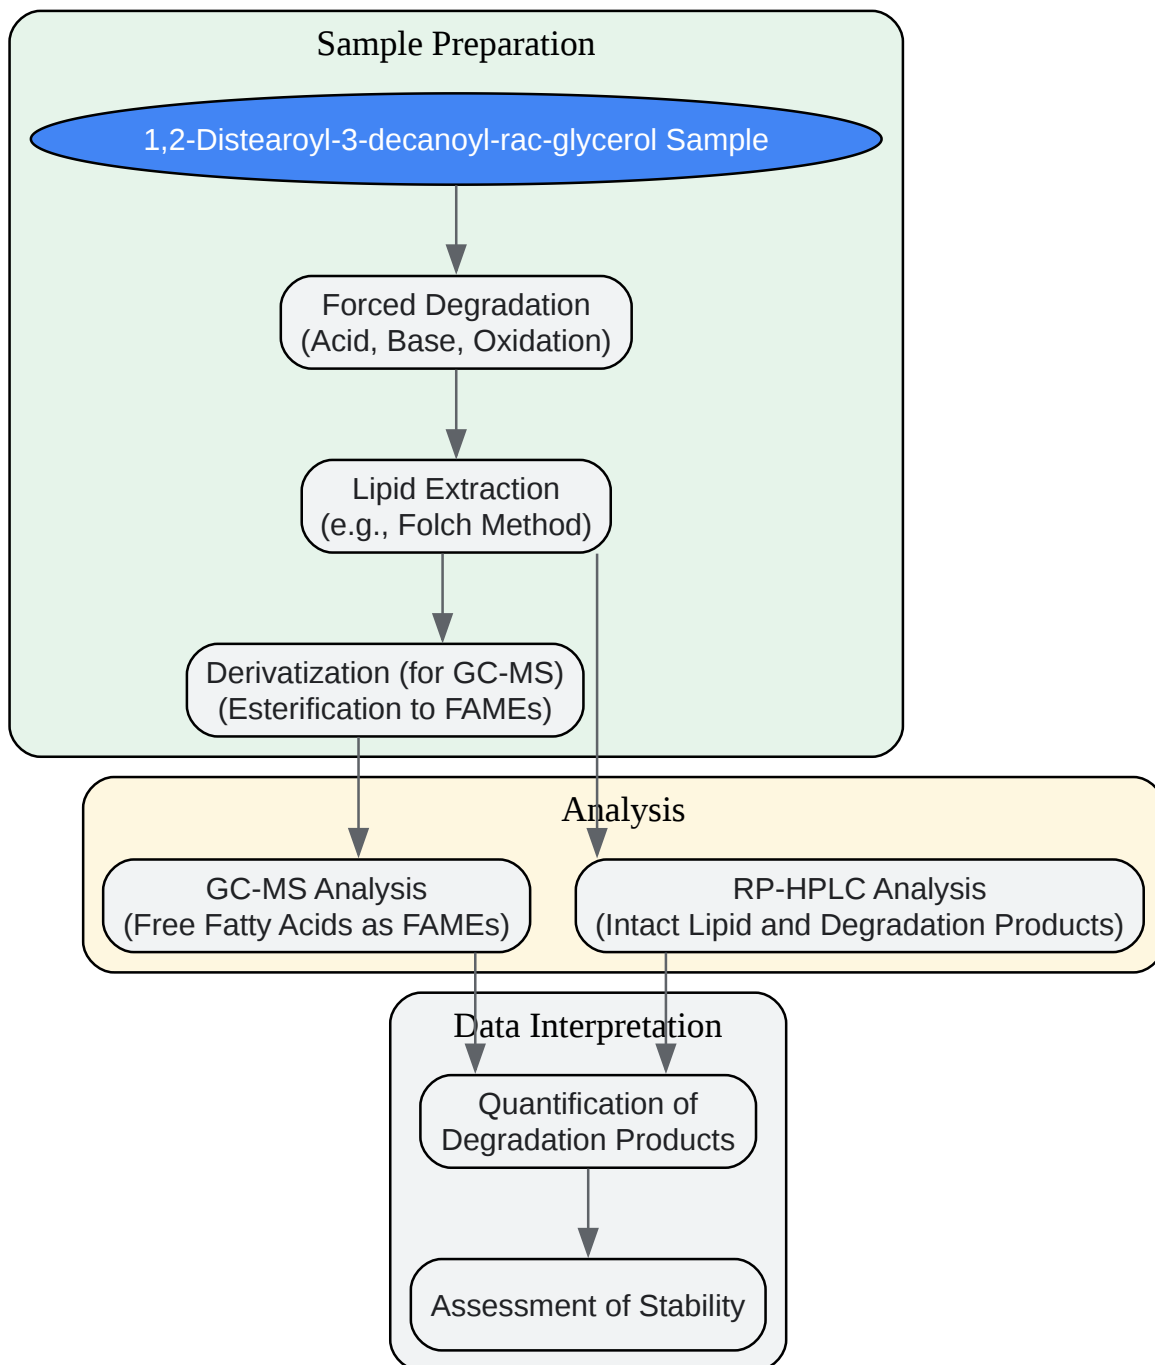 Sample Preparation
1,2-Distearoyl-3-decanoyl-rac-glycerol Sample
Forced Degradation
(Acid, Base, Oxidation)
Lipid Extraction
(e.g., Folch Method)
Derivatization (for GC-MS)
(Esterification to FAMEs)
Analysis
GC-MS Analysis
(Free Fatty Acids as FAMEs)
RP-HPLC Analysis
(Intact Lipid and Degradation Products)
Data Interpretation
Quantification of
Degradation Products
Assessment of Stability